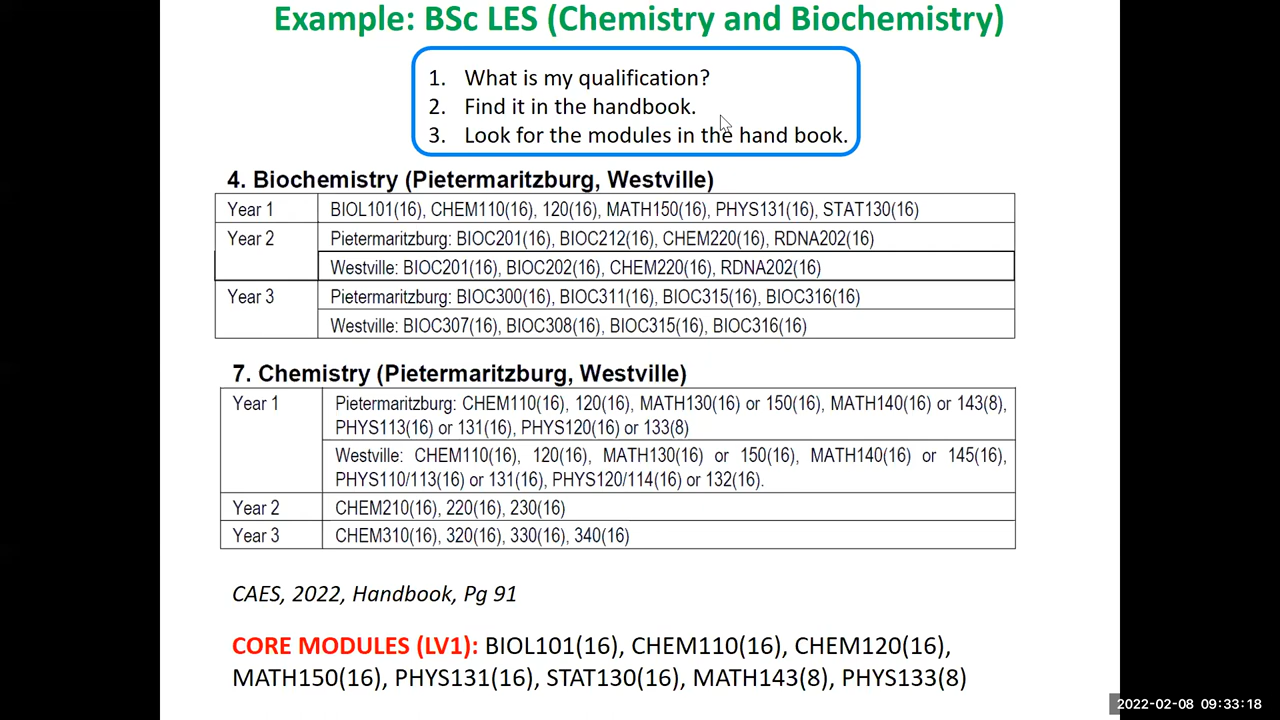 Example: BSc LES (Chemistry and Biochemistry)
1. What is my qualification?
2. Find it in the handbook.
3. Look for the modules in the hand book.
4. Biochemistry (Pietermaritzburg, Westville)
Year 1 BIOL101(16), CHEM110(16), 120(16), MATH150(16), PHYS131(16), STAT130(16)
Year 2 Pietermaritzburg: BIOC201(16), BIOC212(16), CHEM220(16), RDNA202(16)
Westville: BIOC201(16), BIOC202(16), CHEM220(16), RDNA202(16)
Year 3 Pietermaritzburg: BIOC300(16), BIOC311(16), BIOC315(16), BIOC316(16)
Westville: BIOC307(16), BIOC308(16), BIOC315(16), BIOC316(16)
7. Chemistry (Pietermaritzburg, Westville)
Year 1 Pietermaritzburg: CHEM110(16), 120(16), MATH130(16) or 150(16), MATH140(16) or 143(8),
PHYS113(16) or 131(16), PHYS120(16) or 133(8)
Westville: CHEM110(16), 120(16), MATH130(16) or 150(16), MATH140(16) or 145(16),
PHYS110/113(16) or 131(16), PHYS120/114(16) or 132(16).
Year 2 CHEM210(16), 220(16), 230(16)
Year 3 CHEM310(16), 320(16), 330(16), 340(16)
CAES, 2022, Handbook, Pg 91
CORE MODULES (LV1): BIOL101(16), CHEM110(16), CHEM120(16),
MATH150(16), PHYS131(16), STAT130(16), MATH143(8), PHYS133(8)
2022-02-08 09:33:18